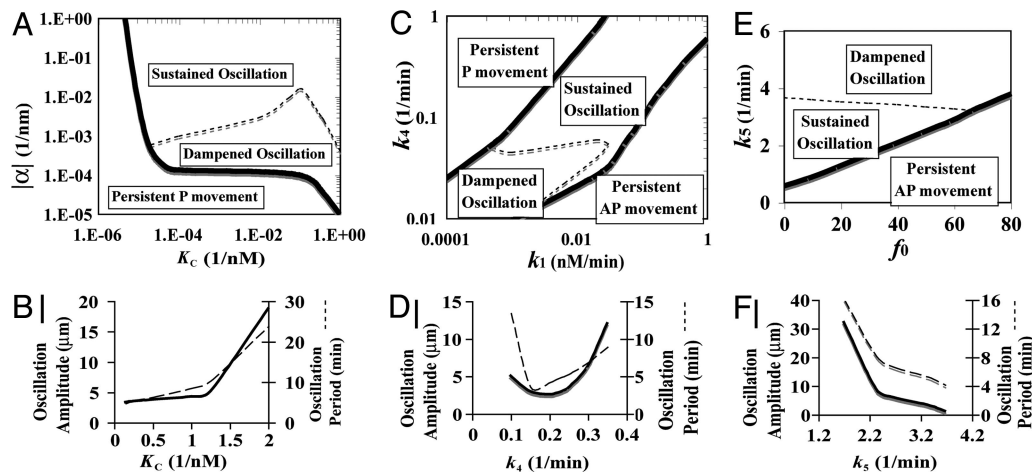 A
|α| (1/nm)
1.E+00
1.E-01
1.E-02
1.E-03
1.E-04
1.E-05
Sustained Oscillation
Dampened Oscillation
Persistent P movement
1.E-06
1.E-04
1.E-02
1.E+00
KC (1/nM)
C
k4 (1/min)
1
0.1
0.01
Persistent
P movement
Sustained
Oscillation
Dampened
Oscillation
Persistent
AP movement
0.0001
0.01
1
k1 (nM/min)
E
k5 (1/min)
6
4
2
0
Dampened
Oscillation
Sustained
Oscillation
Persistent
AP movement
0
20
40
60
80
f0
B
Oscillation
Amplitude (μm)
20
15
10
5
0
0
0.5
1
1.5
2
KC (1/nM)
30
20
10
0
Oscillation
Period (min)
D
Oscillation
Amplitude (μm)
15
10
5
0
0
0.1
0.2
0.3
0.4
k4 (1/min)
15
10
5
0
Oscillation
Period (min)
F
Oscillation
Amplitude (μm)
40
30
20
10
0
1.2
2.2
3.2
4.2
k5 (1/min)
16
12
8
4
0
Oscillation
Period (min)